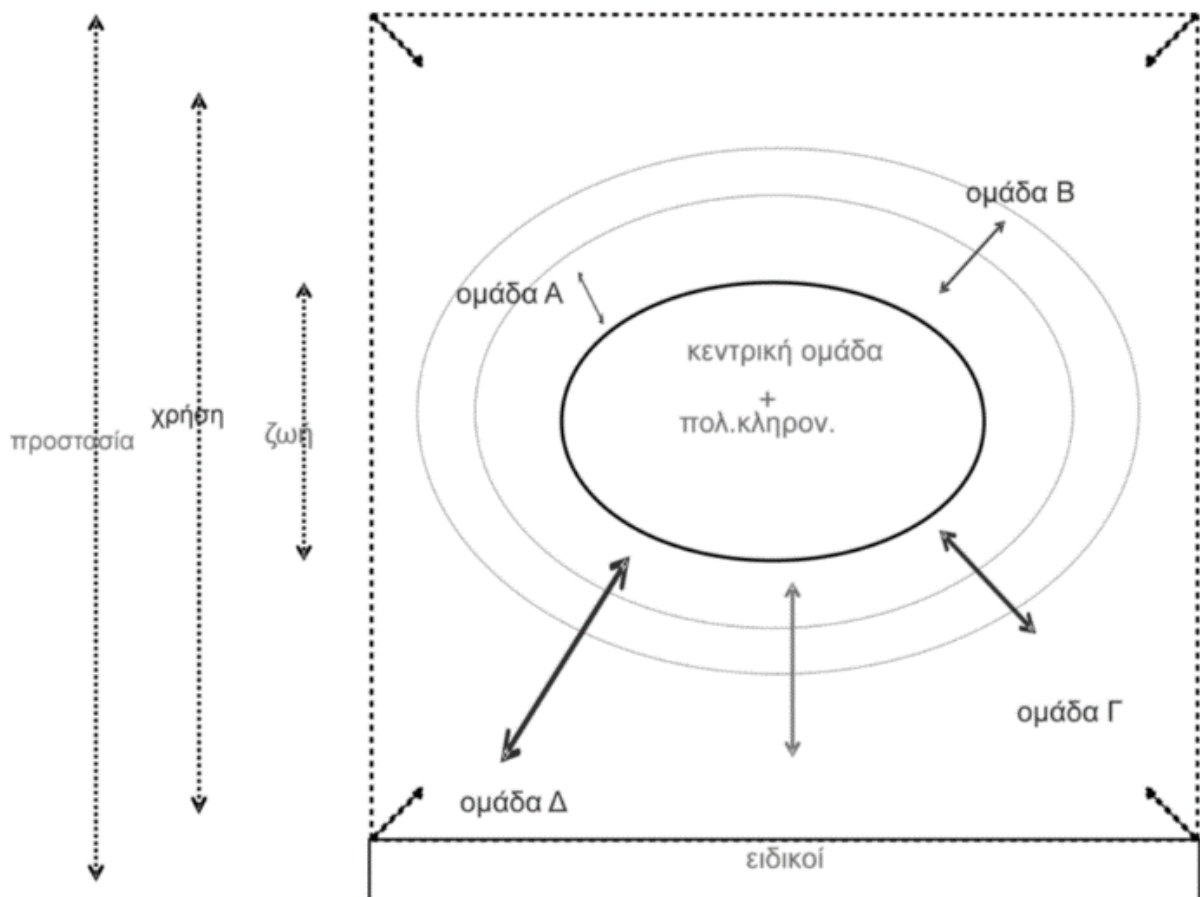 ομάδα Β
ομάδα Α
κεντρική ομάδα
+
πολ.κληρον.
χρήση
ζωή
προστασία
ομάδα Γ
ομάδα Δ
ειδικοί